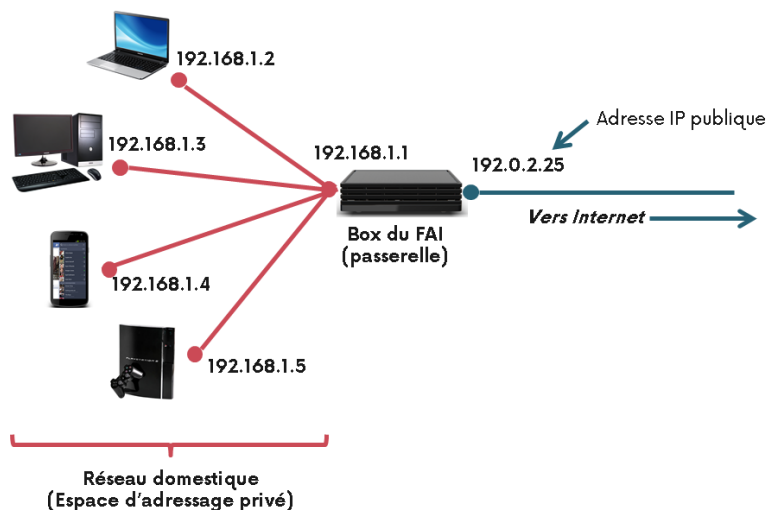 192.168.1.2
192.168.1.3
192.168.1.1
Adresse IP publique
192.0.2.25
Vers Internet
Box du FAI
(passerelle)
192.168.1.4
192.168.1.5
Réseau domestique
(Espace d'adressage privé)